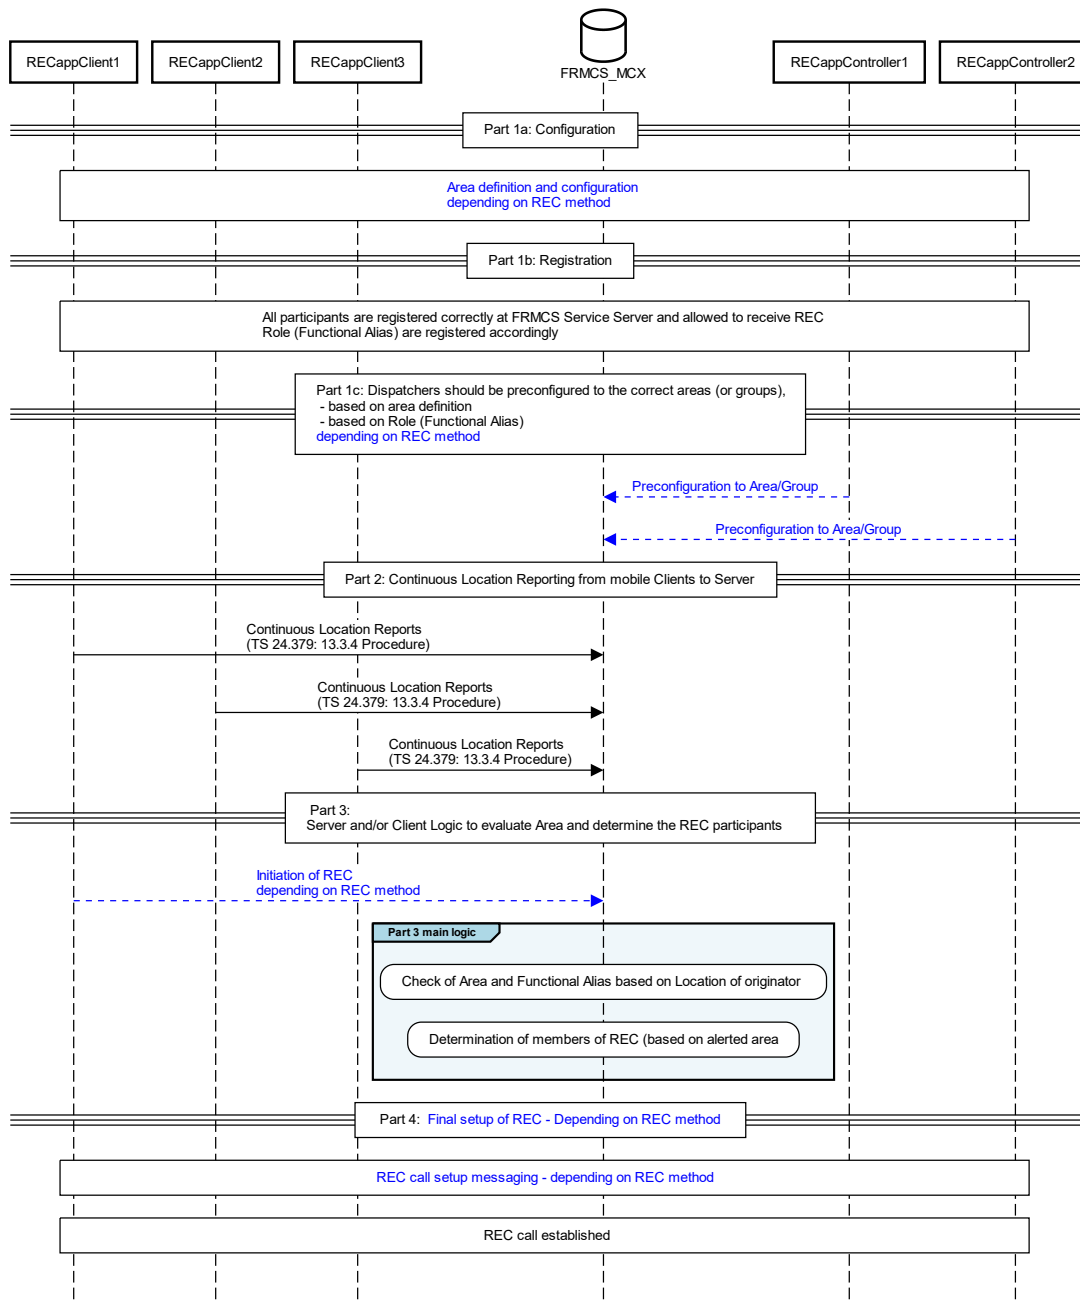 RECappClient1
RECappClient2
RECappClient3
FRMCS_MCX
RECappController1
RECappController2
Part 1a: Configuration
Area definition and configuration
depending on REC method
Part 1b: Registration
All participants are registered correctly at FRMCS Service Server and allowed to receive REC
Role (Functional Alias) are registered accordingly
Part 1c: Dispatchers should be preconfigured to the correct areas (or groups),
- based on area definition
- based on Role (Functional Alias)
depending on REC method
Preconfiguration to Area/Group
Preconfiguration to Area/Group
Part 2: Continuous Location Reporting from mobile Clients to Server
Continuous Location Reports
(TS 24.379: 13.3.4 Procedure)
Continuous Location Reports
(TS 24.379: 13.3.4 Procedure)
Continuous Location Reports
(TS 24.379: 13.3.4 Procedure)
Part 3:
Server and/or Client Logic to evaluate Area and determine the REC participants
Initiation of REC
depending on REC method
Part 3 main logic
Check of Area and Functional Alias based on Location of originator
Determination of members of REC (based on alerted area
Part 4: Final setup of REC - Depending on REC method
REC call setup messaging - depending on REC method
REC call established